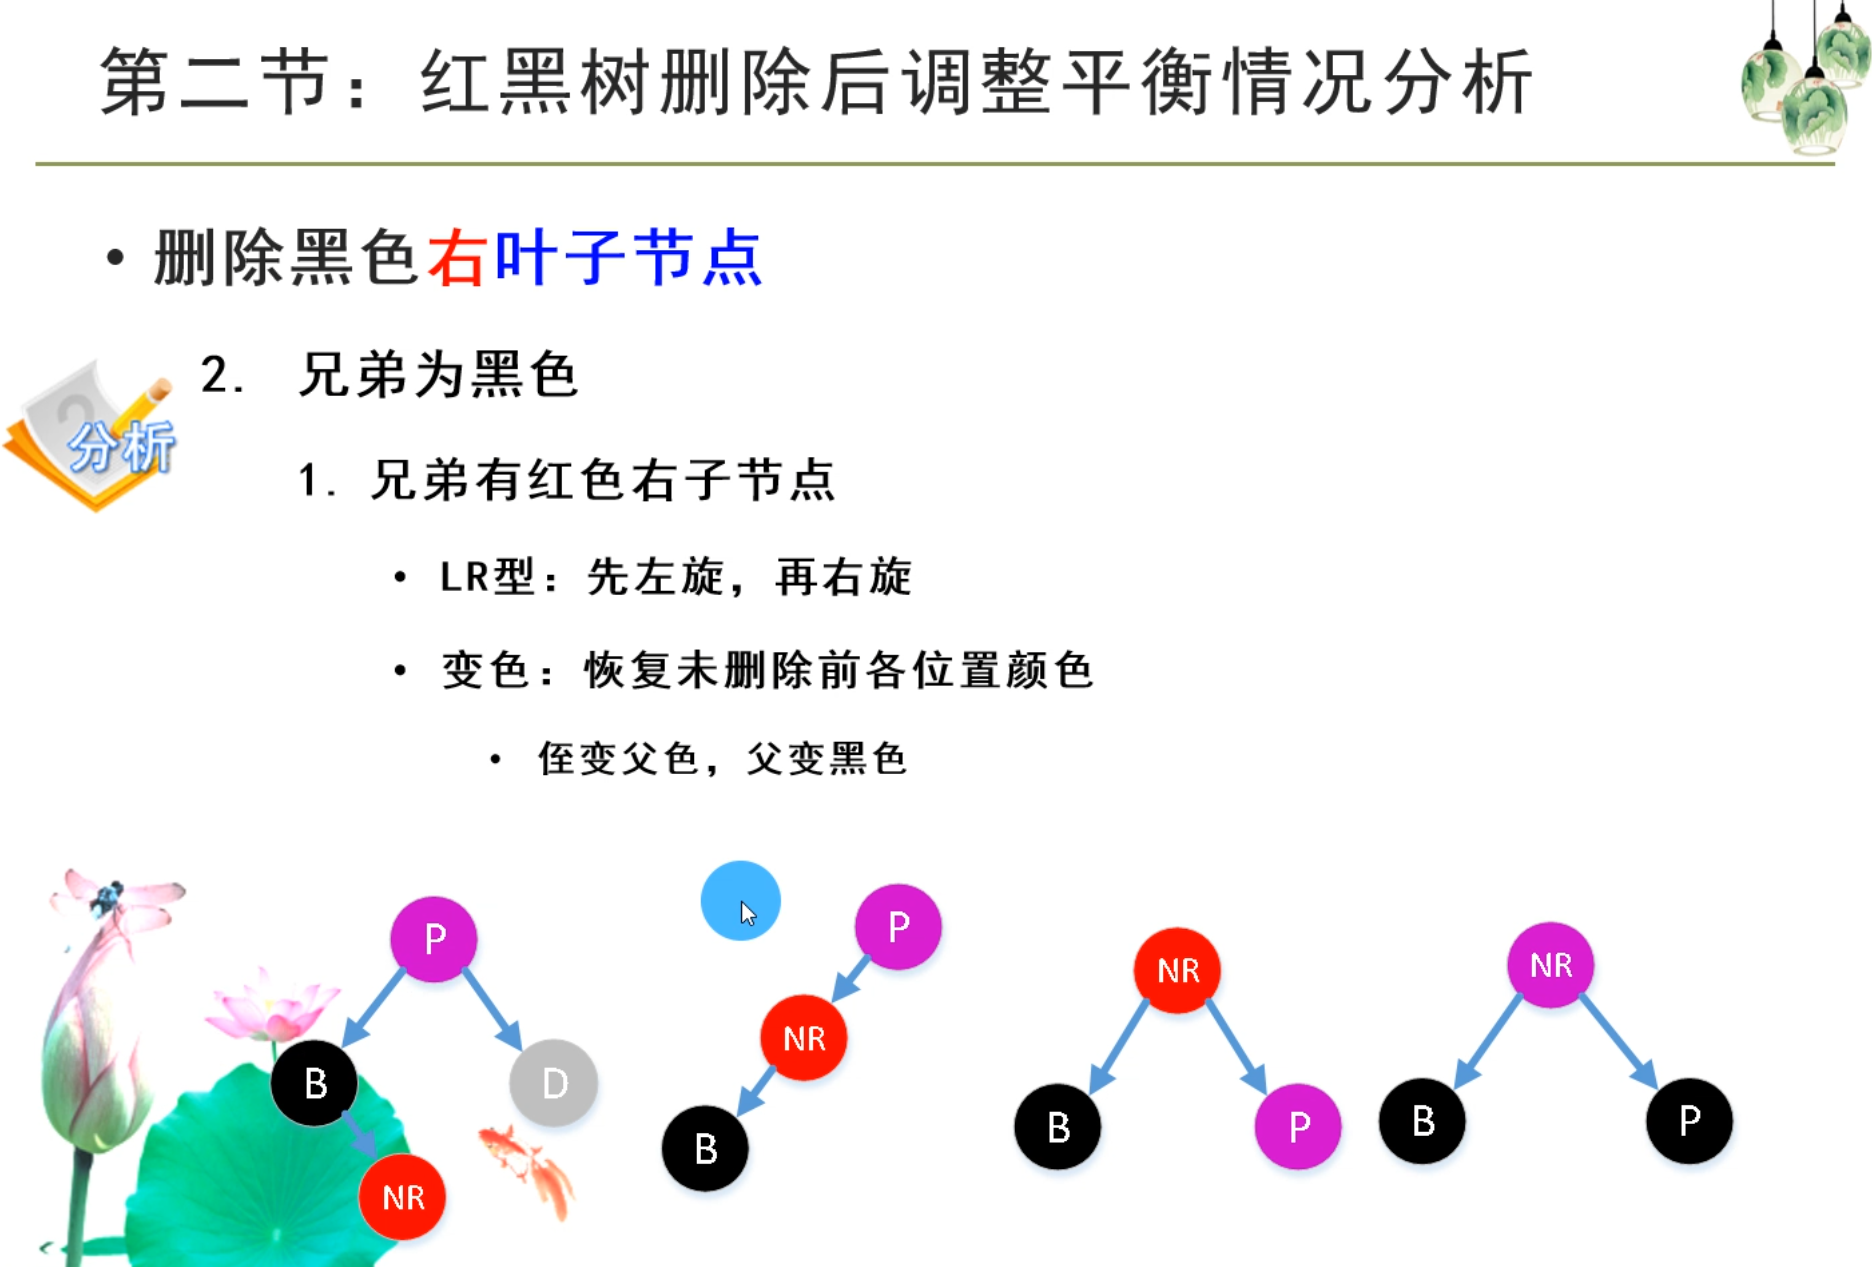 第二节：红黑树删除后调整平衡情况分析
• 删除黑色右叶子节点
2. 兄弟为黑色
分析
1. 兄弟有红色右子节点
• LR型：先左旋，再右旋
• 变色：恢复未删除前各位置颜色
• 侄变父色，父变黑色
P
B
D
NR
P
NR
B
NR
B
P
NR
B
P